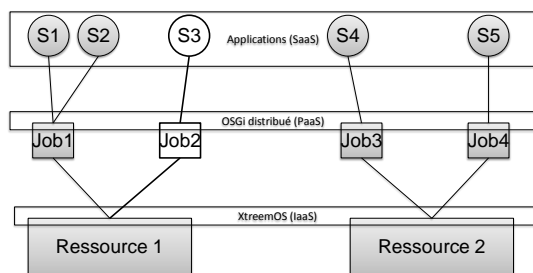 S1 S2 S3 Applications (SaaS) S4 S5
OSGi distribué (PaaS)
Job1 Job2 Job3 Job4
XtreemOS (IaaS)
Ressource 1 Ressource 2